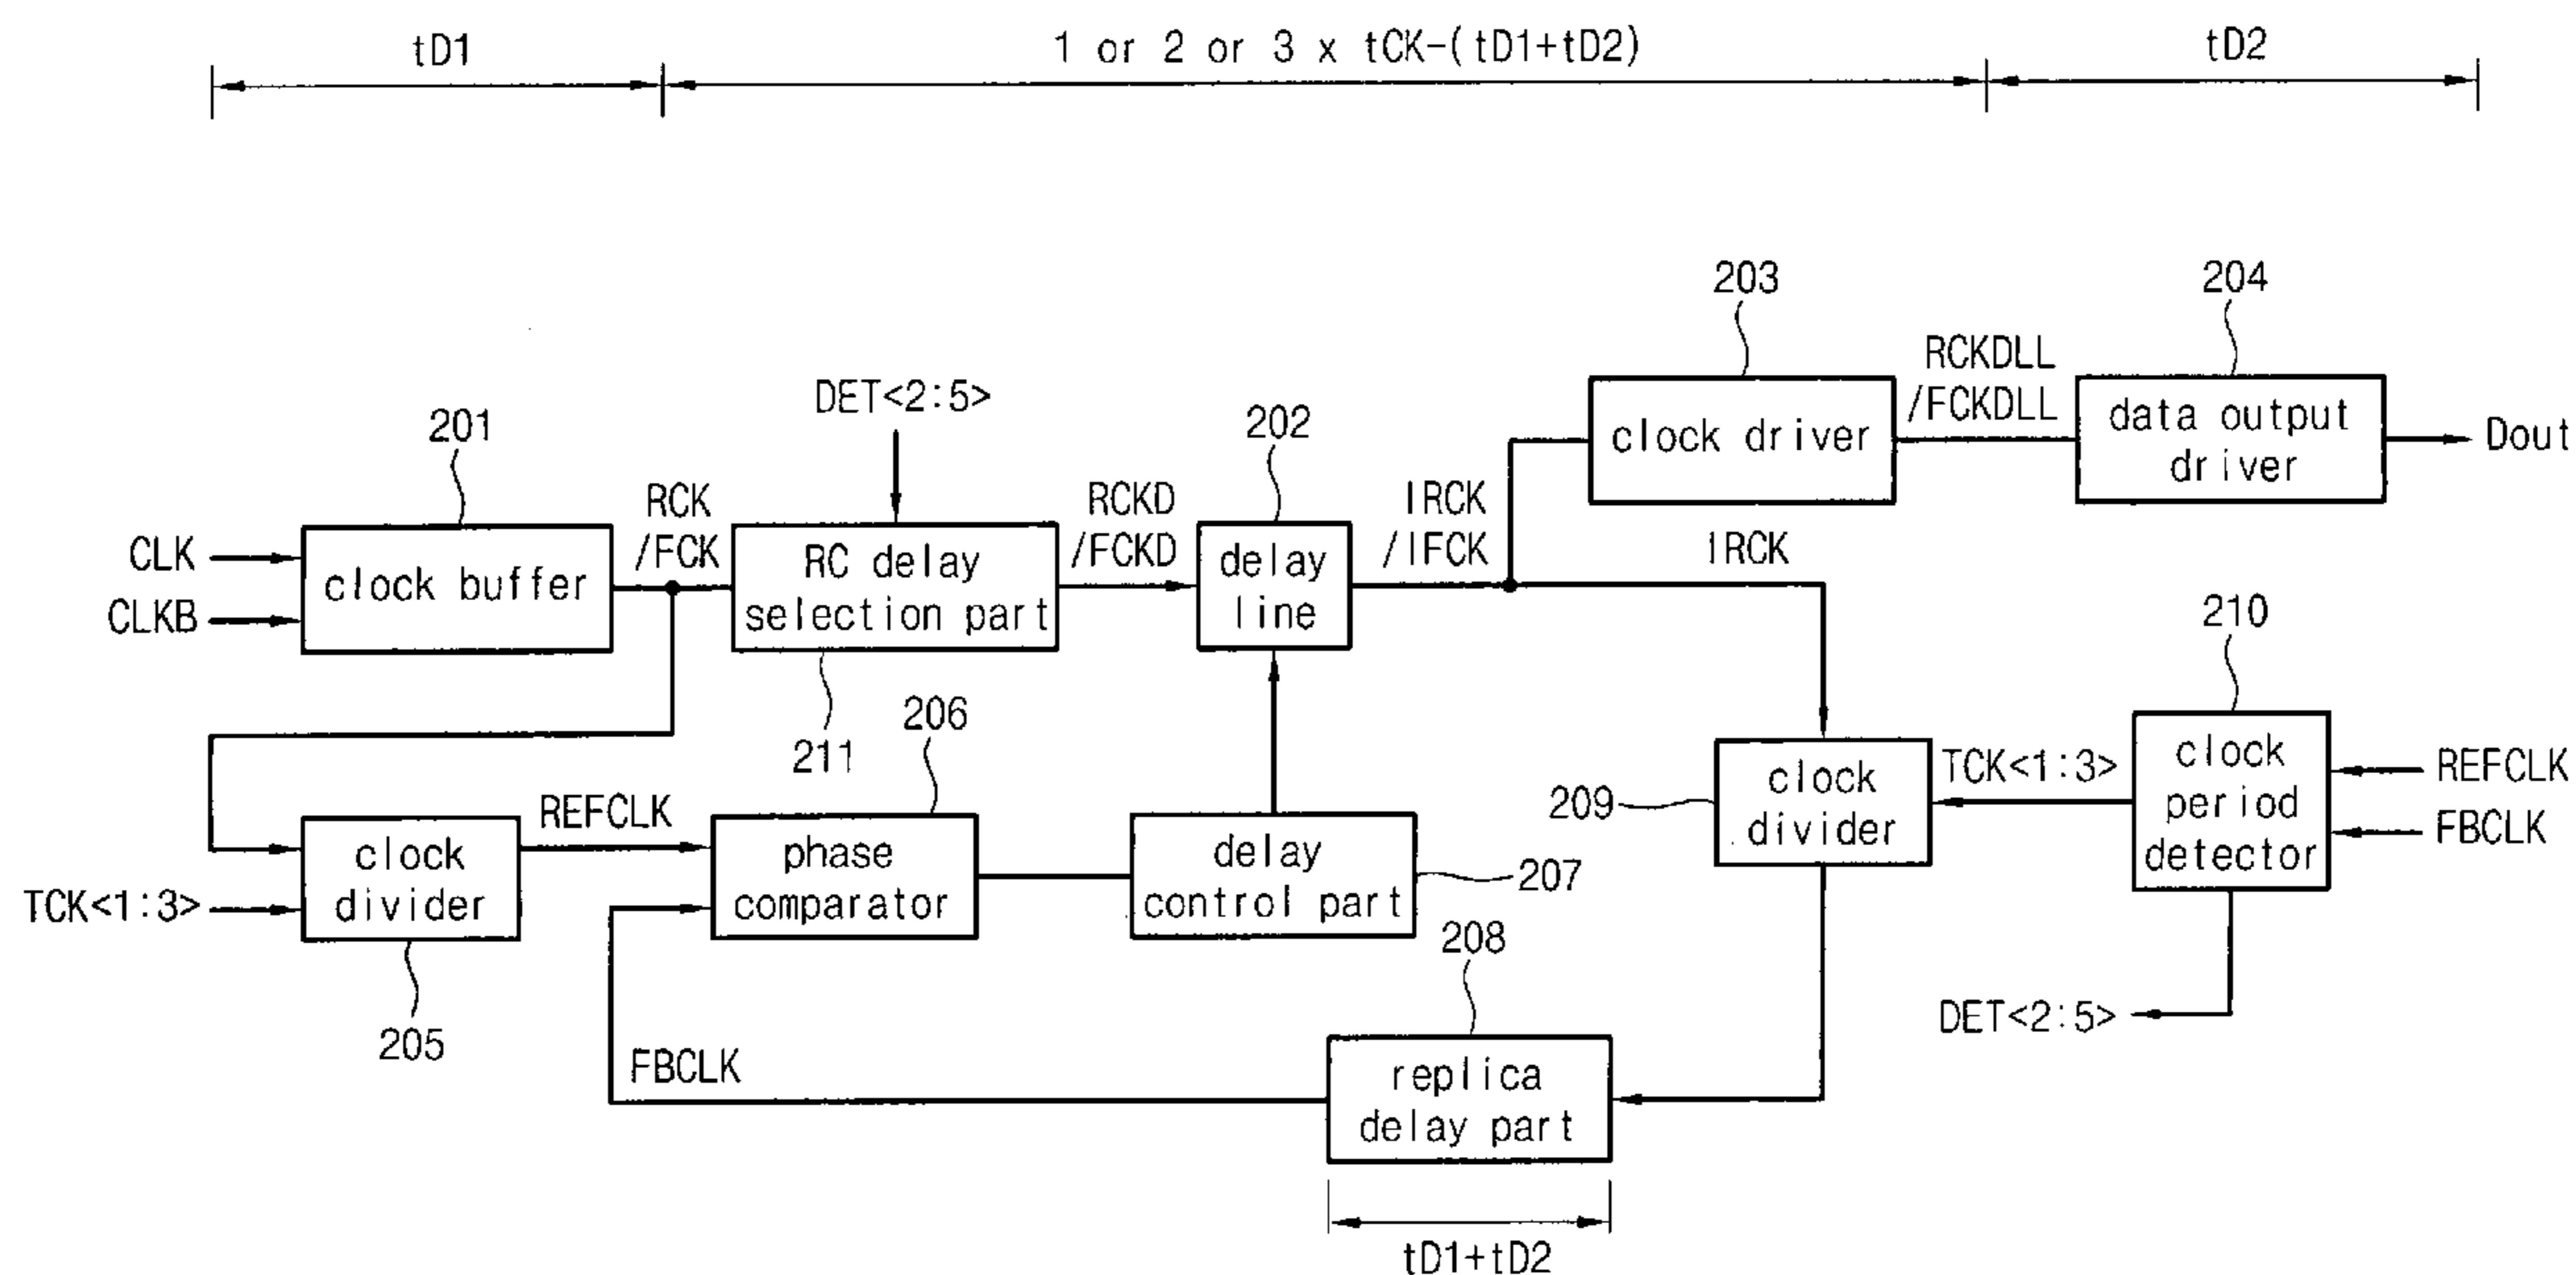 tD1
1 or 2 or 3 x tCK-(tD1+tD2)
tD2
203
204
DET<2:5>
201
202
RCKDLL
/FCKDLL
clock driver
data output
driver
Dout
CLK
CLKB
clock buffer
RCK
/FCK
RC delay
selection part
RCKD
/FCKD
delay
line
IRCK
/IFCK
IRCK
210
206
211
REFCLK
TCK<1:3>
clock
divider
205
phase
comparator
delay
control part
207
209
clock
divider
TCK<1:3>
clock
period
detector
REFCLK
FBCLK
208
DET<2:5>
FBCLK
replica
delay part
tD1+tD2